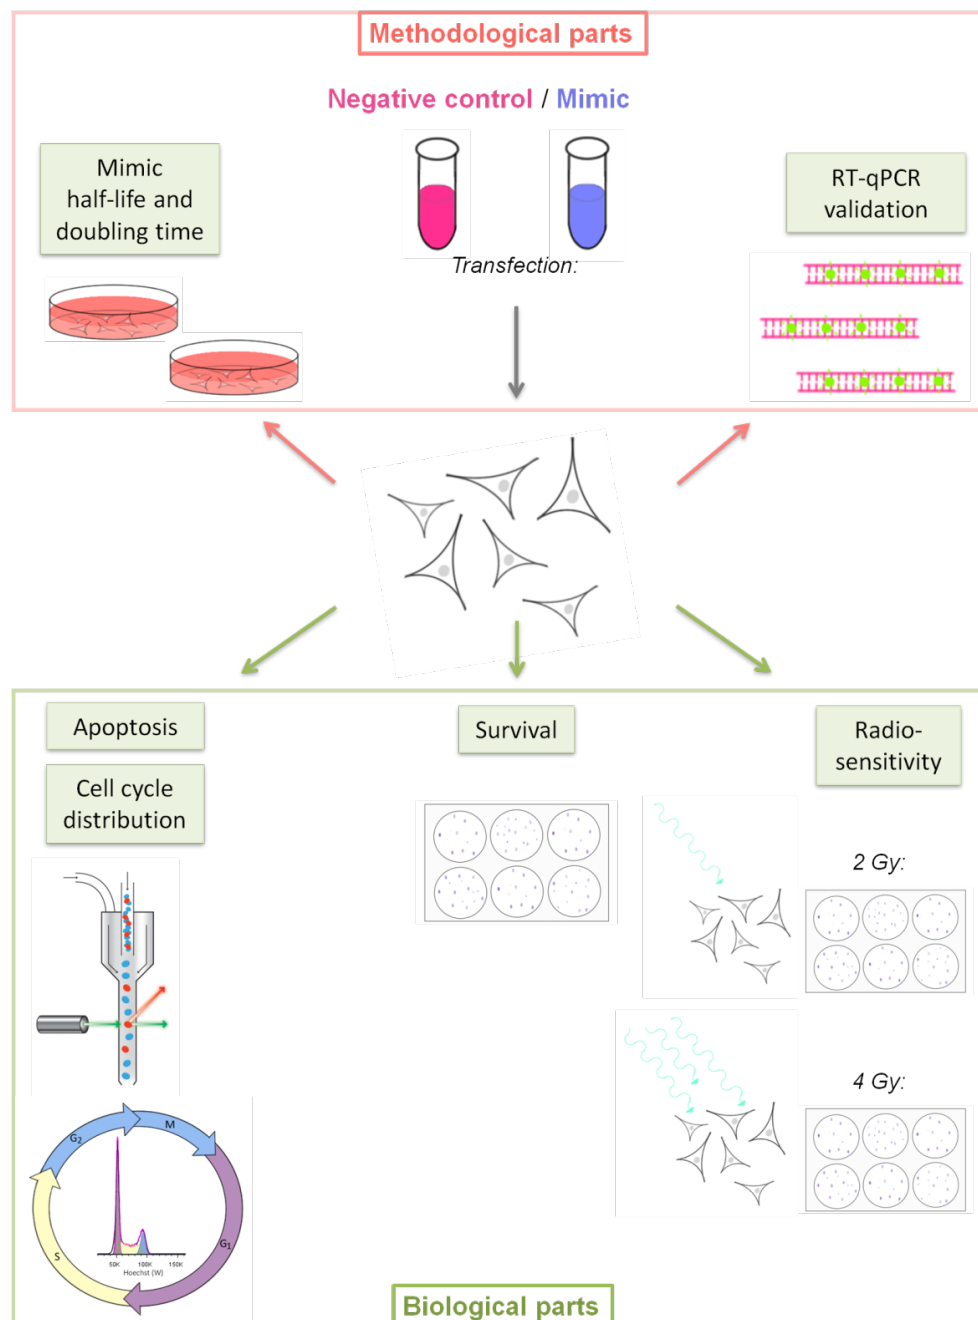 Methodological parts
Negative control / Mimic
Mimic
half-life and
doubling time
RT-qPCR
validation
Transfection:
Apoptosis
Survival
Radio-
sensitivity
Cell cycle
distribution
2 Gy:
4 Gy:
G2
M
S
G1
50K 100K 150K
Hoechst (W)
Biological parts